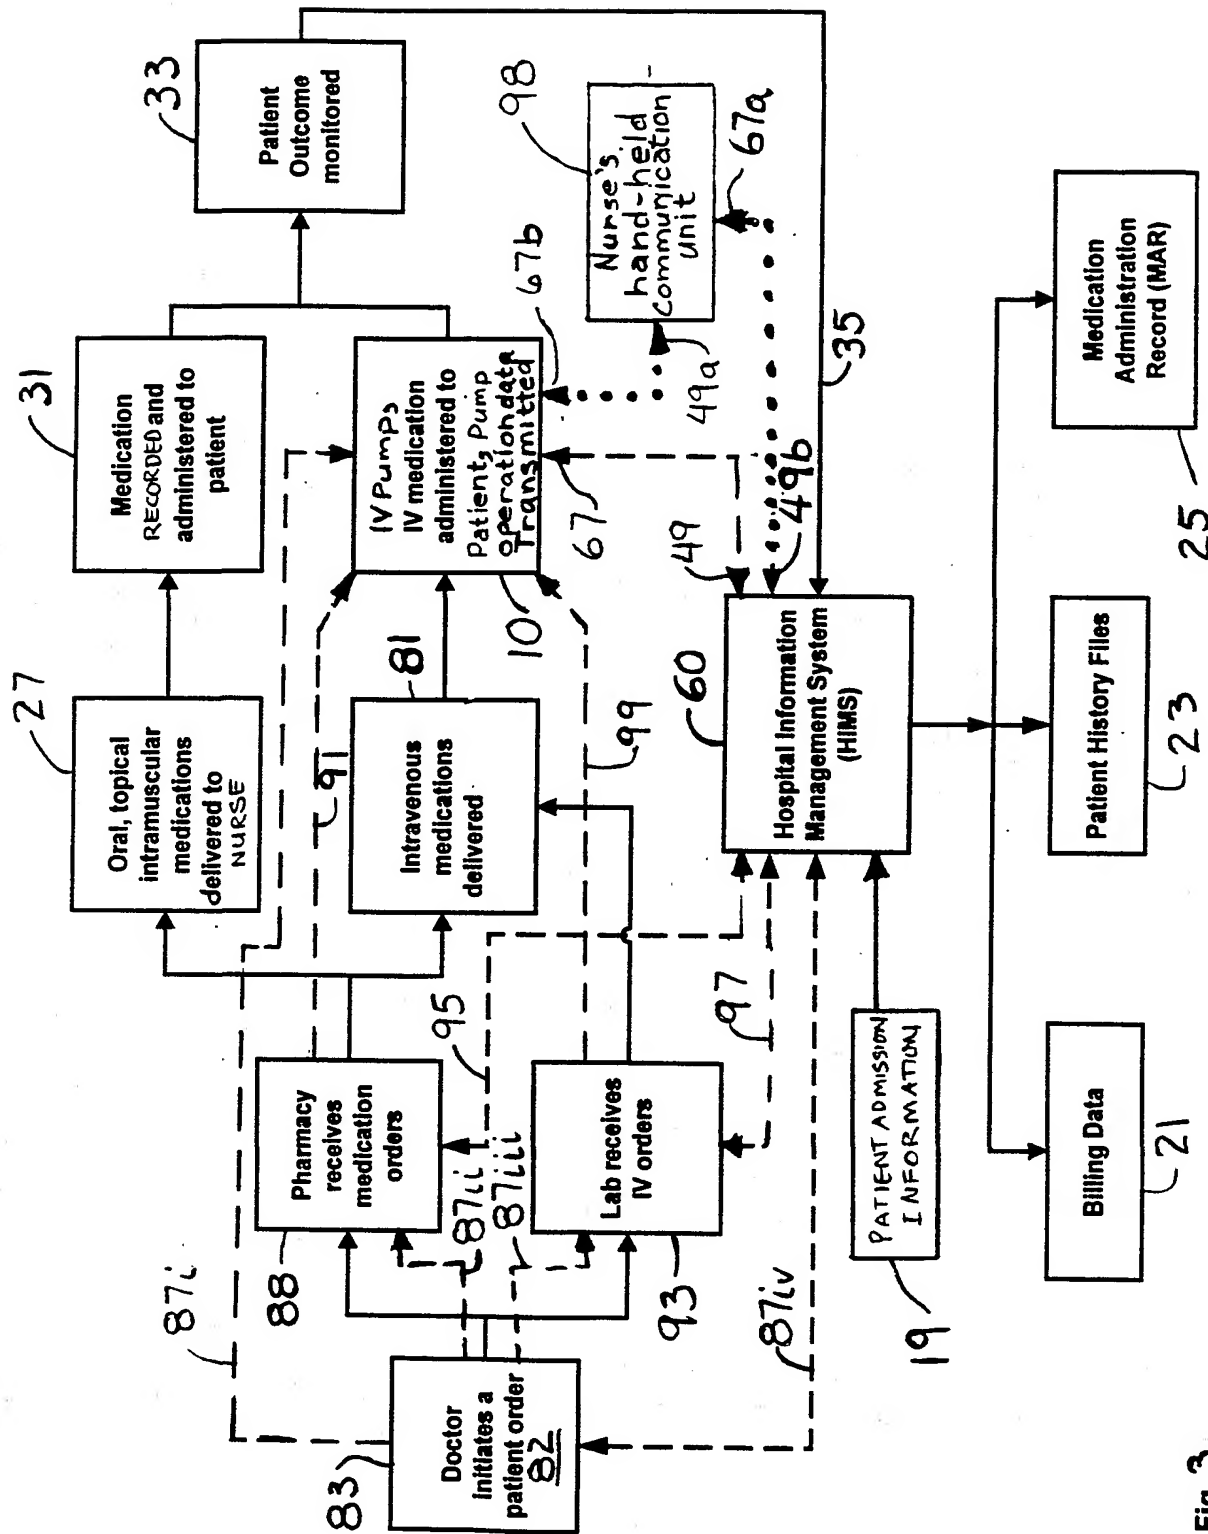 33
Patient
Outcome
monitored
98
Nurse's
hand-held
communication
unit
67a
67b
49a
31
Medication
RECORDED and
administered to
patient
IV Pumps
IV medication
administered to
Patient, Pump
operation data
Transmitted
10
67
49
49b
35
27
Oral, topical
intramuscular
medications
delivered to
NURSE
91
81
Intravenous
medications
delivered
99
60
Hospital Information
Management System
(HIMS)
Medication
Administration
Record (MAR)
25
Patient History Files
23
Billing Data
21
95
97
Pharmacy
receives
medication
orders
88
87i
87ii
87iii
Lab receives
IV orders
93
87iv
PATIENT ADMISSION
INFORMATION
19
Doctor
initiates a
patient order
82
83
Fig 3